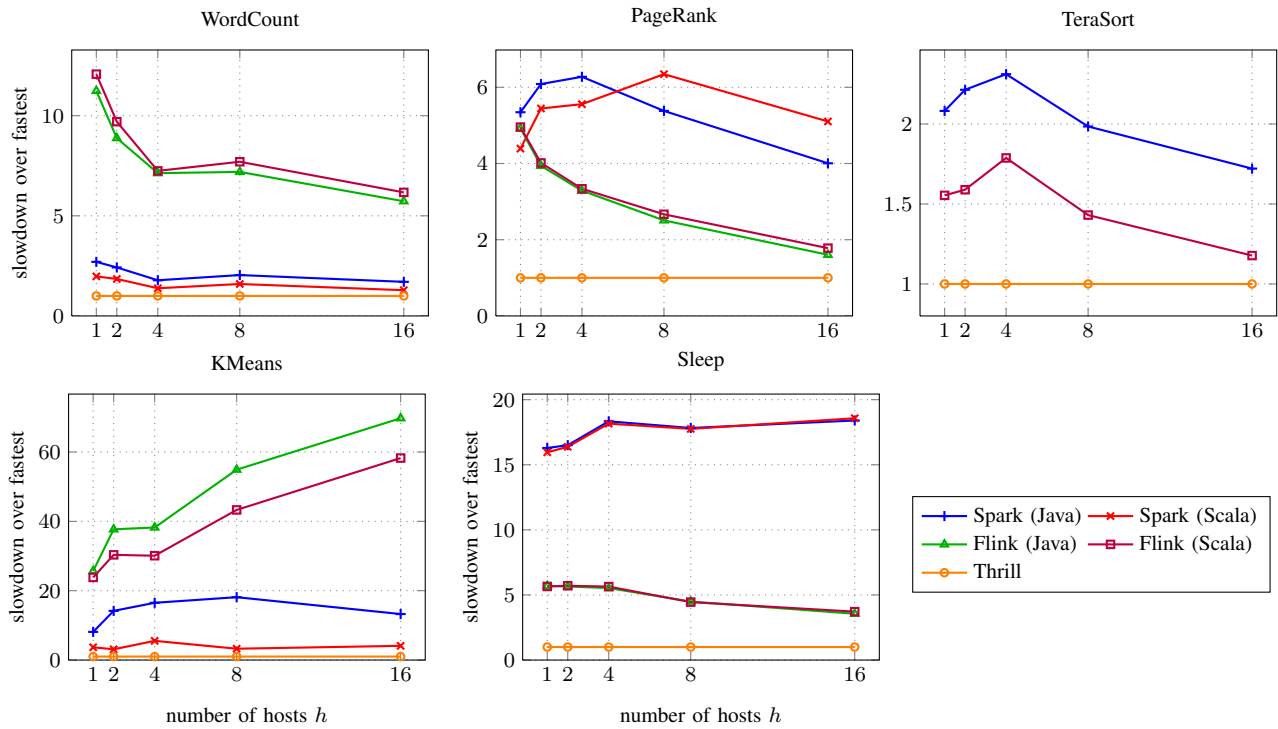 WordCount
slowdown over fastest
10
5
0
1 2 4 8 16
PageRank
6
4
2
0
1 2 4 8 16
TeraSort
2
1.5
1
1 2 4 8 16
KMeans
slowdown over fastest
60
40
20
0
1 2 4 8 16
number of hosts h
Sleep
slowdown over fastest
20
15
10
5
0
1 2 4 8 16
number of hosts h
Spark (Java) Spark (Scala)
Flink (Java) Flink (Scala)
Thrill